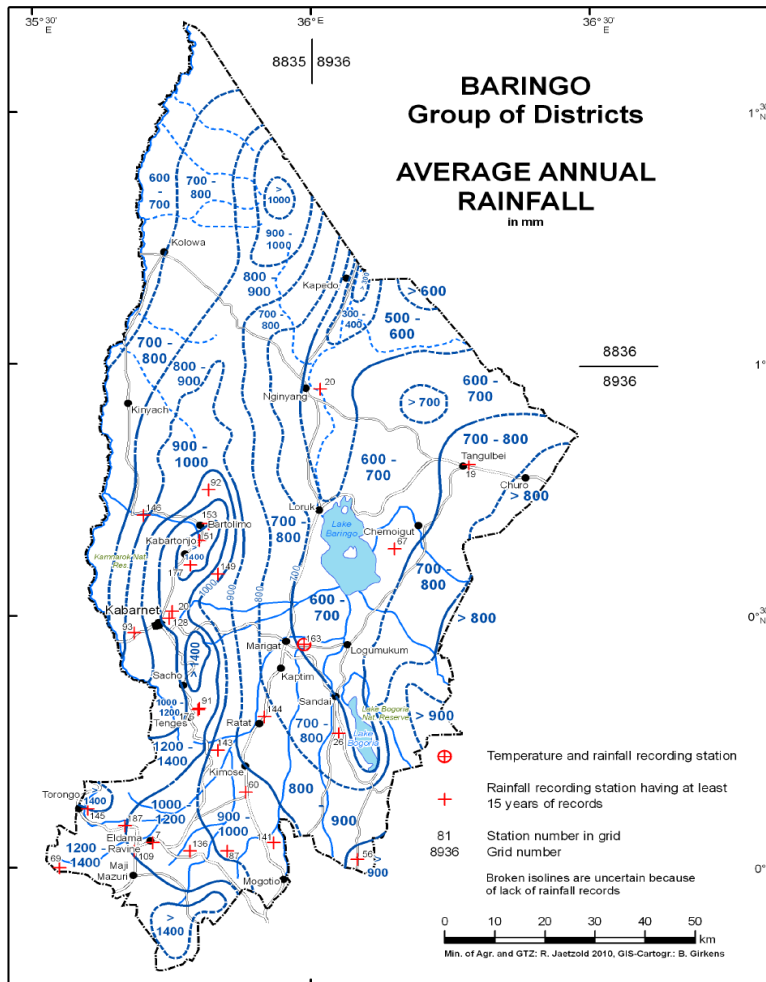 35° 30' E
36° E
36° 30' E
8835 8936
BARINGO
Group of Districts
1° 30' N
AVERAGE ANNUAL
RAINFALL
in mm
600 - 700
700 - 800
> 1000
900 - 1000
Kolowa
800 - 900
Kapedo
> 600
300 - 400
500 - 600
700 - 800
700 - 800
800 - 900
8836
8936
1°
20
Nginyang
600 - 700
> 700
Kinyach
700 - 800
900 - 1000
600 - 700
Tangulbei
19
Churo
> 800
92
146
153
Bartolimo
Loruk
Lake
Baringo
Chemoigut
67
700 - 800
Kabartonjo
51
1400
177
149
Kamnarok Nat.
Res.
1000
900
800
700
700 - 800
600 - 700
> 800
0° 30' N
Kabarnet
20
128
93
163
Marigat
Logumukum
> 1400
Kaptim
Sacho
Sandai
1000 - 1200
91
76
Tenges
144
Ratat
700 - 800
26
Lake Bogoria
Nat. Reserve
Lake
Bogoria
> 900
1200 - 1400
43
Kimose
60
Temperature and rainfall recording station
Rainfall recording station having at least
15 years of records
81 Station number in grid
8936 Grid number
Broken isolines are uncertain because
of lack of rainfall records
Torongo
> 1400
145
1000 - 1200
187
900 - 1000
800 - 900
Eldama
Ravine
7
109
136
87
141
56
> 900
69
1200 - 1400
Maji
Mazuri
Mogotio
0°
> 1400
0 10 20 30 40 50
km
Min. of Agr. and GTZ: R. Jaetzold 2010, GIS-Cartogr.: B. Girkens